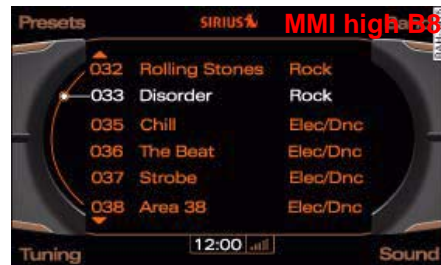 Presets SIRIUS MMI high B8
032 Rolling Stones Rock
033 Disorder Rock
035 Chill Elec/Dnc
036 The Beat Elec/Dnc
037 Strobe Elec/Dnc
038 Area 38 Elec/Dnc
Tuning 12:00 Sound